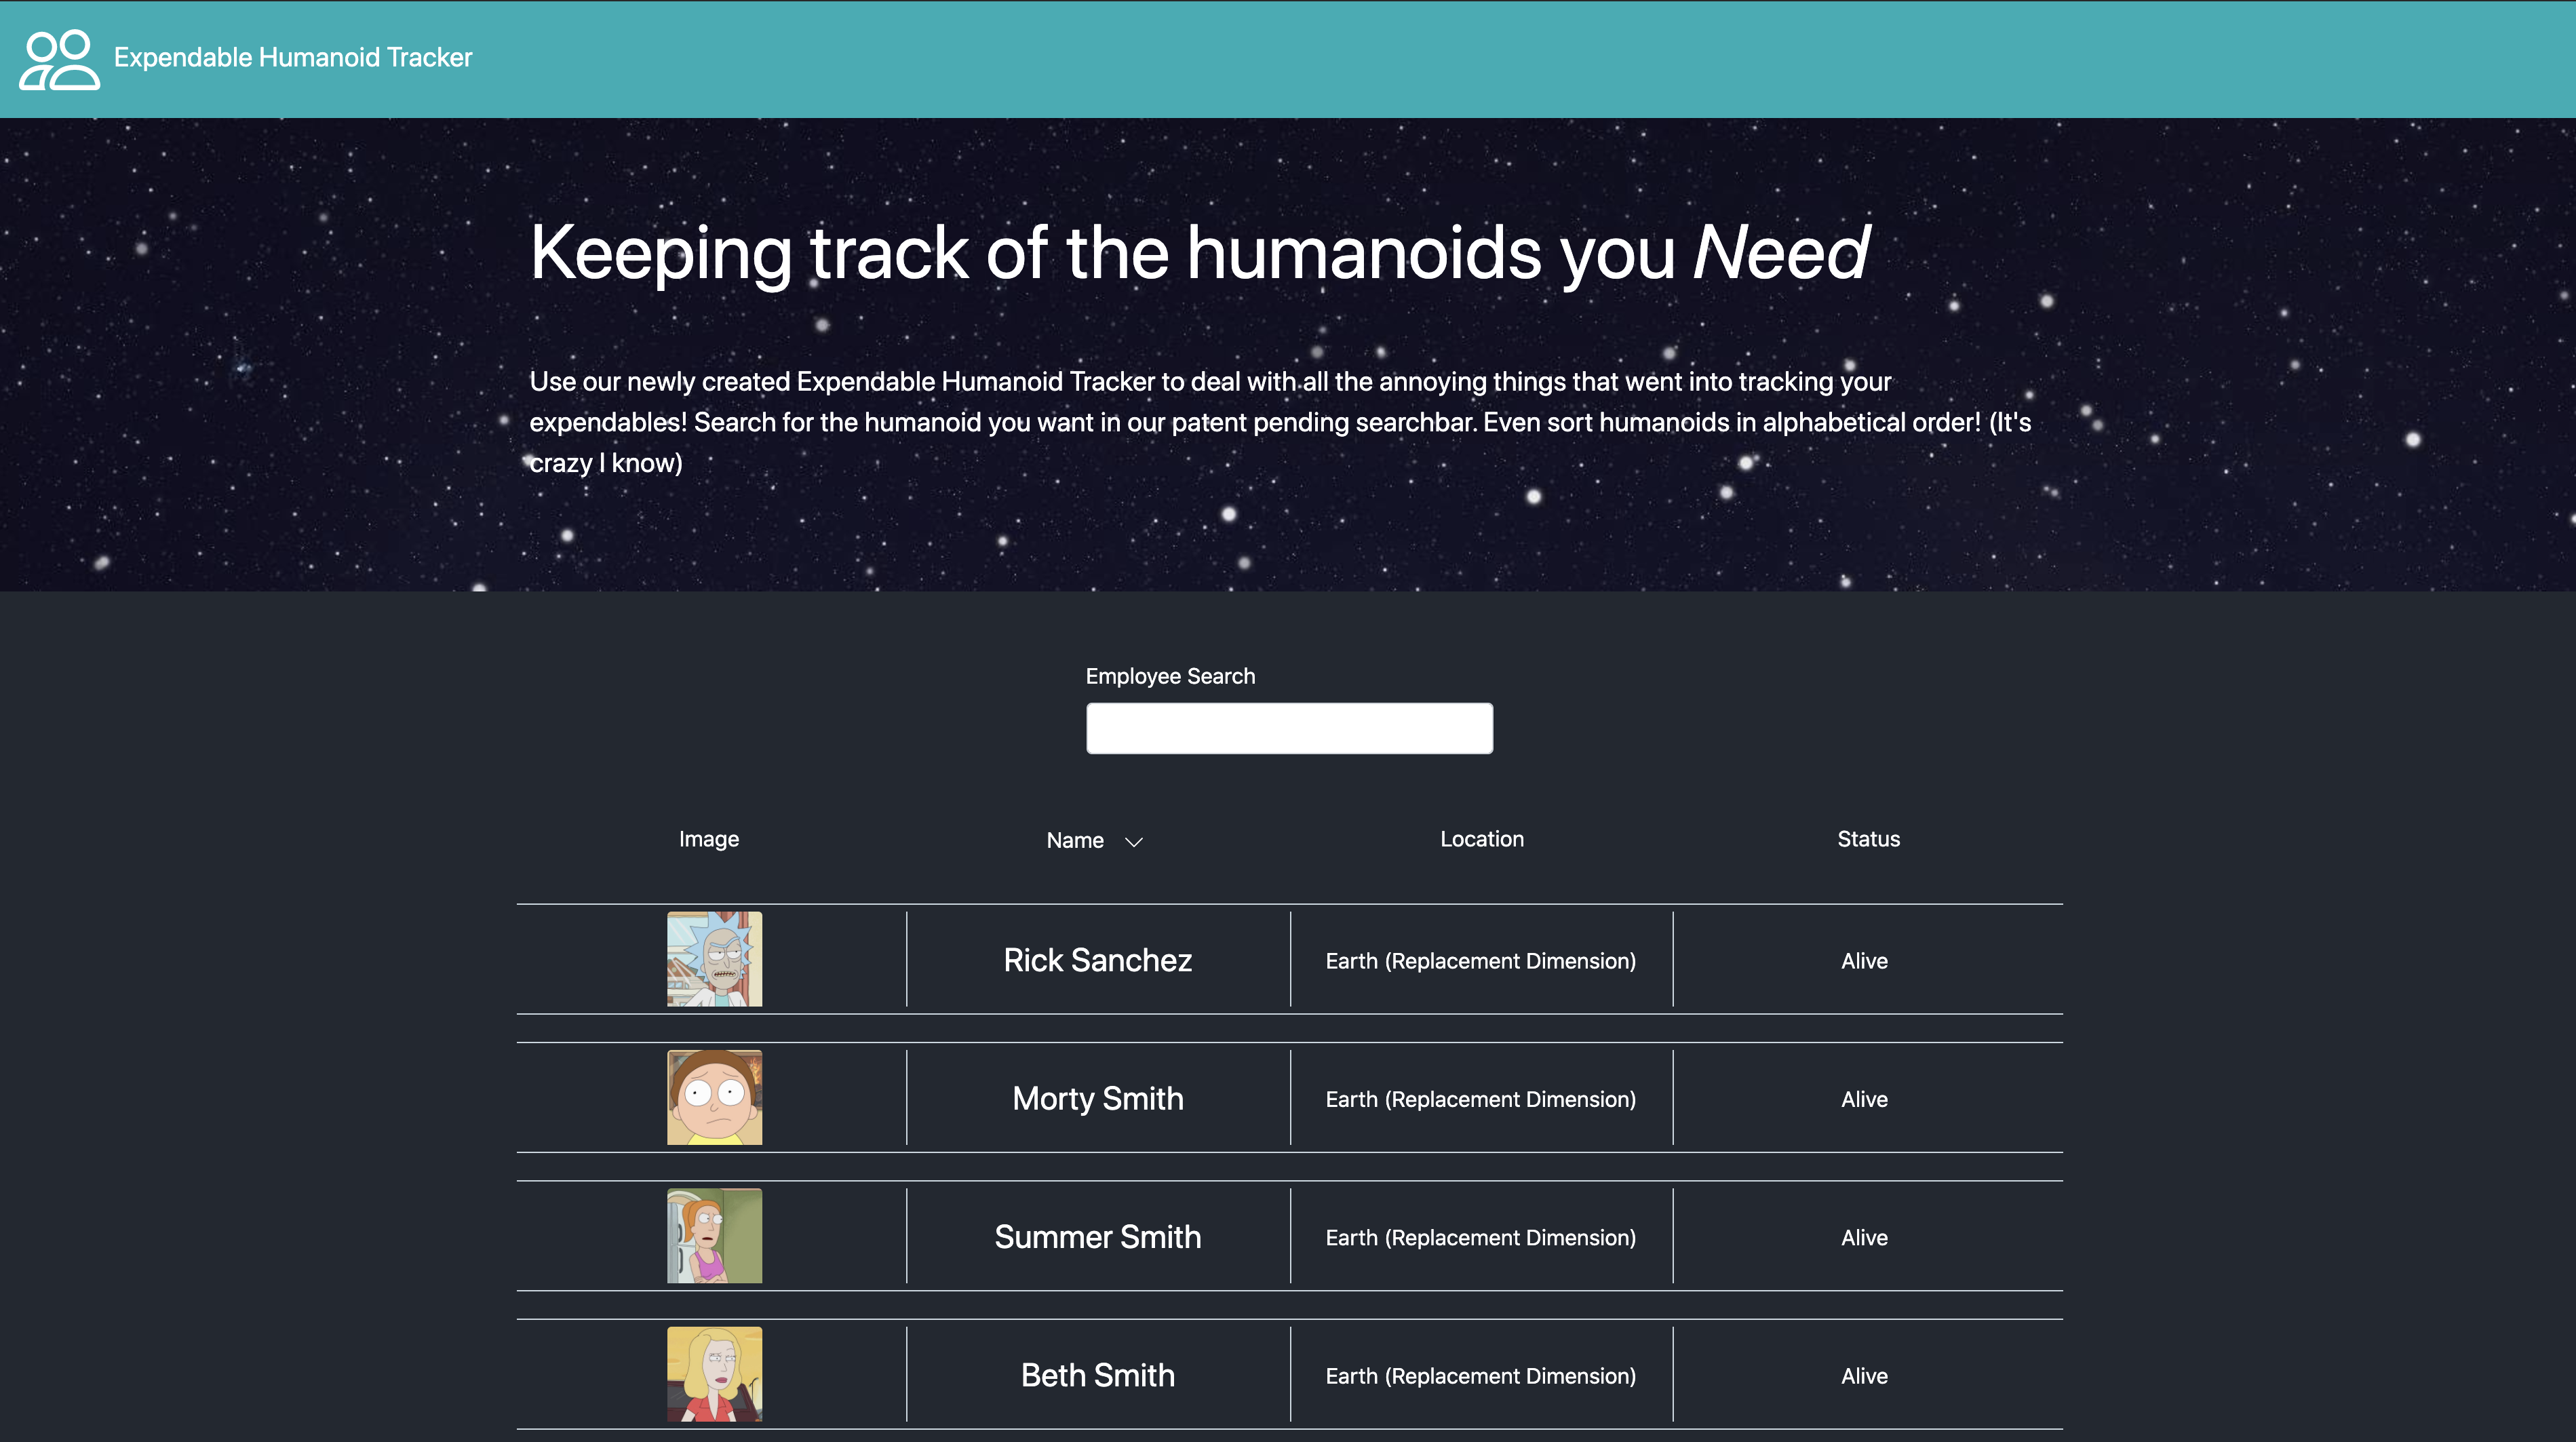 Expendable Humanoid Tracker
Keeping track of the humanoids you Need
Use our newly created Expendable Humanoid Tracker to deal with all the annoying things that went into tracking your
expendables! Search for the humanoid you want in our patent pending searchbar. Even sort humanoids in alphabetical order! (It's
crazy I know)
Employee Search
Image Name Location Status
Rick Sanchez Earth (Replacement Dimension) Alive
Morty Smith Earth (Replacement Dimension) Alive
Summer Smith Earth (Replacement Dimension) Alive
Beth Smith Earth (Replacement Dimension) Alive